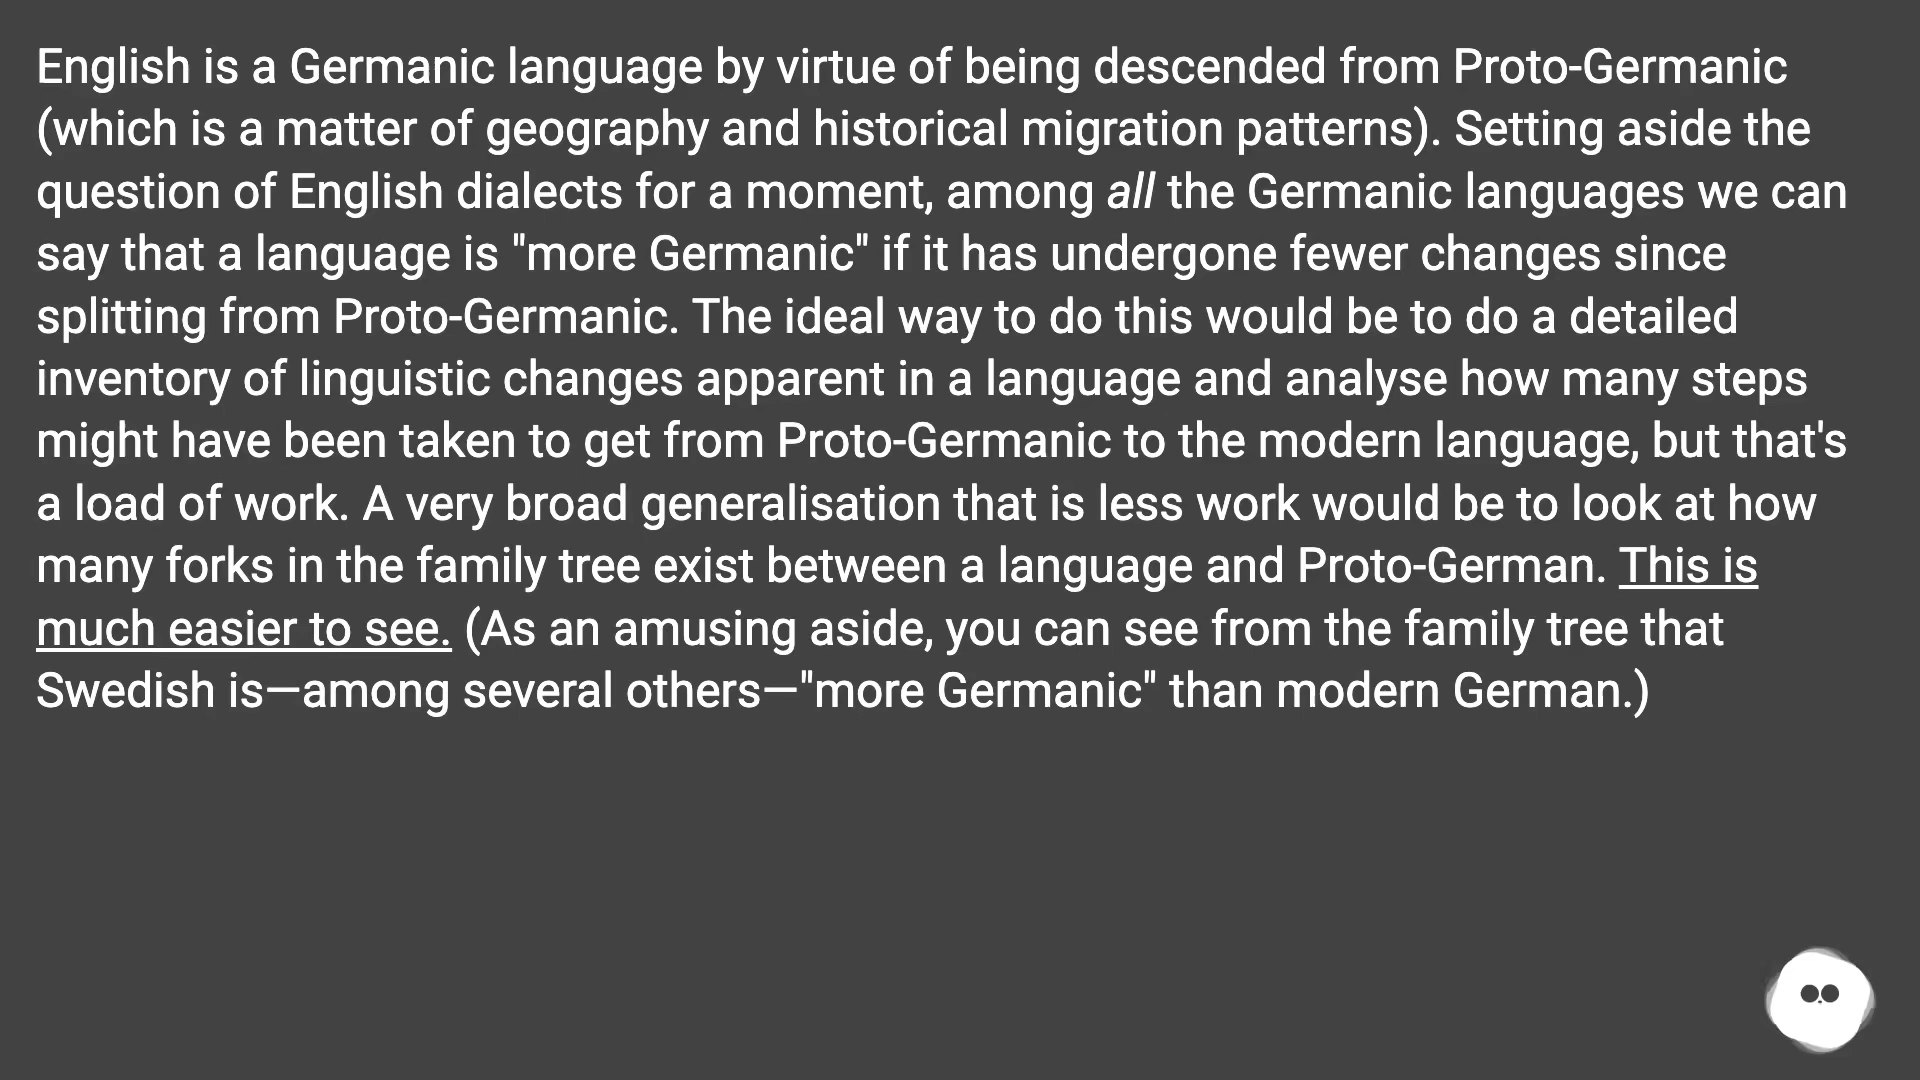 English is a Germanic language by virtue of being descended from Proto-Germanic
(which is a matter of geography and historical migration patterns). Setting aside the
question of English dialects for a moment, among all the Germanic languages we can
say that a language is "more Germanic" if it has undergone fewer changes since
splitting from Proto-Germanic. The ideal way to do this would be to do a detailed
inventory of linguistic changes apparent in a language and analyse how many steps
might have been taken to get from Proto-Germanic to the modern language, but that's
a load of work. A very broad generalisation that is less work would be to look at how
many forks in the family tree exist between a language and Proto-German. This is
much easier to see. (As an amusing aside, you can see from the family tree that
Swedish is—among several others—"more Germanic" than modern German.)